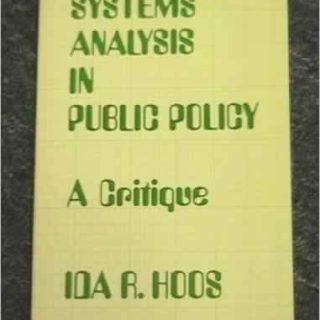 SYSTEMS
ANALYSIS
IN
PUBLIC POLICY
A Critique
IDA R. HOOS